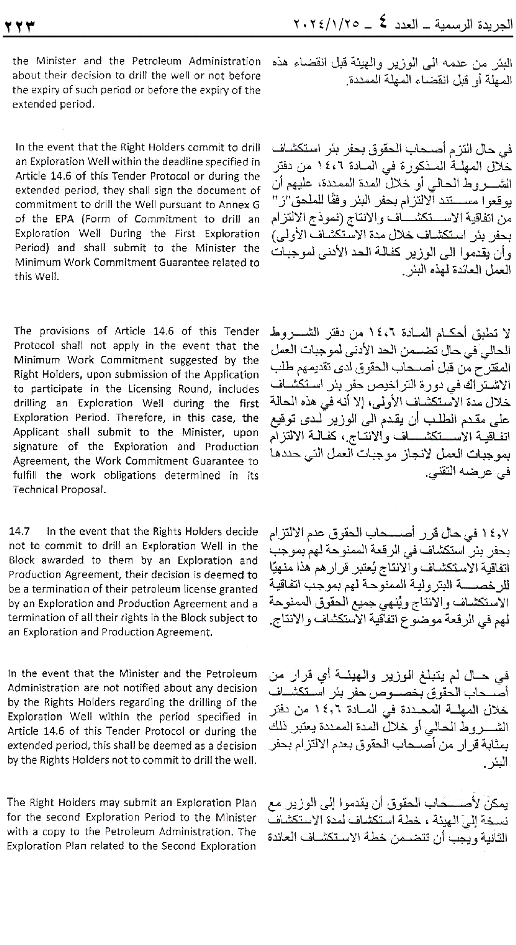 الجريدة الرسمية – العدد ٤ – ٢٠٢٤/١/٢٥
٢٢٣
the Minister and the Petroleum Administration
about their decision to drill the well or not before
the expiry of such period or before the expiry of the
extended period.
البئر من عدمه الى الوزير والهيئة قبل انقضاء هذه
المهلة أو قبل انقضاء المهلة الممددة.
In the event that the Right Holders commit to drill
an Exploration Well within the deadline specified in
Article 14.6 of this Tender Protocol or during the
extended period, they shall sign the document of
commitment to drill the Well pursuant to Annex G
of the EPA (Form of Commitment to drill an
Exploration Well During the First Exploration
Period) and shall submit to the Minister the
Minimum Work Commitment Guarantee related to
this Well.
في حال التزم أصحاب الحقوق بحفر بئر استكشاف
خلال المهلة المذكورة في المادة ١٤،٦ من دفتر
الشروط الحالي أو خلال المدة الممددة، عليهم أن
يوقعوا مستند الالتزام بحفر البئر وفقًا للملحق"ز"
من اتفاقية الاستكشاف والانتاج (نموذج الالتزام
بحفر بئر استكشاف خلال مدة الاستكشاف الأولى)
وأن يقدموا الى الوزير كفالة الحد الأدنى لموجبات
العمل العائدة لهذه البئر.
The provisions of Article 14.6 of this Tender
Protocol shall not apply in the event that the
Minimum Work Commitment suggested by the
Right Holders, upon submission of the Application
to participate in the Licensing Round, includes
drilling an Exploration Well during the first
Exploration Period. Therefore, in this case, the
Applicant shall submit to the Minister, upon
signature of the Exploration and Production
Agreement, the Work Commitment Guarantee to
fulfill the work obligations determined in its
Technical Proposal.
لا تطبق أحكام المادة ١٤،٦ من دفتر الشروط
الحالي في حال تضمن الحد الأدنى لموجبات العمل
المقترح من قبل أصحاب الحقوق لدى تقديمهم طلب
الاشتراك في دورة التراخيص حفر بئر استكشاف
خلال مدة الاستكشاف الأولى، إلا أنه في هذه الحالة
على مقدم الطلب أن يقدم الى الوزير لدى توقيع
اتفاقية الاستكشاف والانتاج، كفالة الالتزام
بموجبات العمل لانجاز موجبات العمل التي حددها
في عرضه التقني.
14.7 In the event that the Rights Holders decide
not to commit to drill an Exploration Well in the
Block awarded to them by an Exploration and
Production Agreement, their decision is deemed to
be a termination of their petroleum license granted
by an Exploration and Production Agreement and a
termination of all their rights in the Block subject to
an Exploration and Production Agreement.
١٤،٧ في حال قرر أصحاب الحقوق عدم الالتزام
بحفر بئر استكشاف في الرقعة الممنوحة لهم بموجب
اتفاقية الاستكشاف والانتاج يُعتبر قرارهم هذا منهيًا
للرخصة البترولية الممنوحة لهم بموجب اتفاقية
الاستكشاف والانتاج ويُنهي جميع الحقوق الممنوحة
لهم في الرقعة موضوع اتفاقية الاستكشاف والانتاج.
In the event that the Minister and the Petroleum
Administration are not notified about any decision
by the Rights Holders regarding the drilling of the
Exploration Well within the period specified in
Article 14.6 of this Tender Protocol or during the
extended period, this shall be deemed as a decision
by the Rights Holders not to commit to drill the well.
في حال لم يتبلغ الوزير والهيئة أي قرار من
أصحاب الحقوق بخصوص حفر بئر استكشاف
خلال المهلة المحددة في المادة ١٤،٦ من دفتر
الشروط الحالي أو خلال المدة الممددة يعتبر ذلك
بمثابة قرار من أصحاب الحقوق بعدم الالتزام بحفر
البئر.
The Right Holders may submit an Exploration Plan
for the second Exploration Period to the Minister
with a copy to the Petroleum Administration. The
Exploration Plan related to the Second Exploration
يمكن لأصحاب الحقوق أن يقدموا إلى الوزير مع
نسخة إلى الهيئة ، خطة استكشاف لمدة الاستكشاف
الثانية ويجب أن تتضمن خطة الاستكشاف العائدة